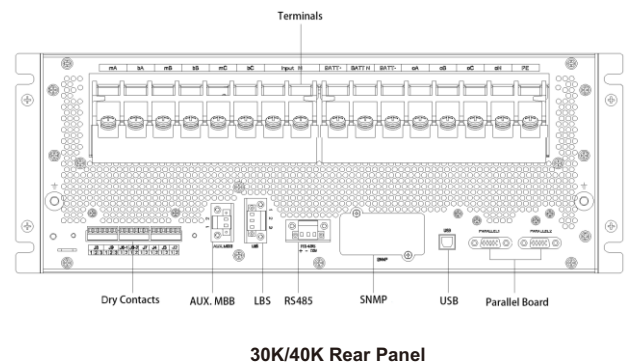 Terminals
mA bA mB bB mC bC Input N BATT+ BATT N BATT- oA oB oC oN PE
AUX. MBB LBS RS485 USB PARALLEL1 PARALLEL2
SNMP
Dry Contacts AUX. MBB LBS RS485 SNMP USB Parallel Board
30K/40K Rear Panel